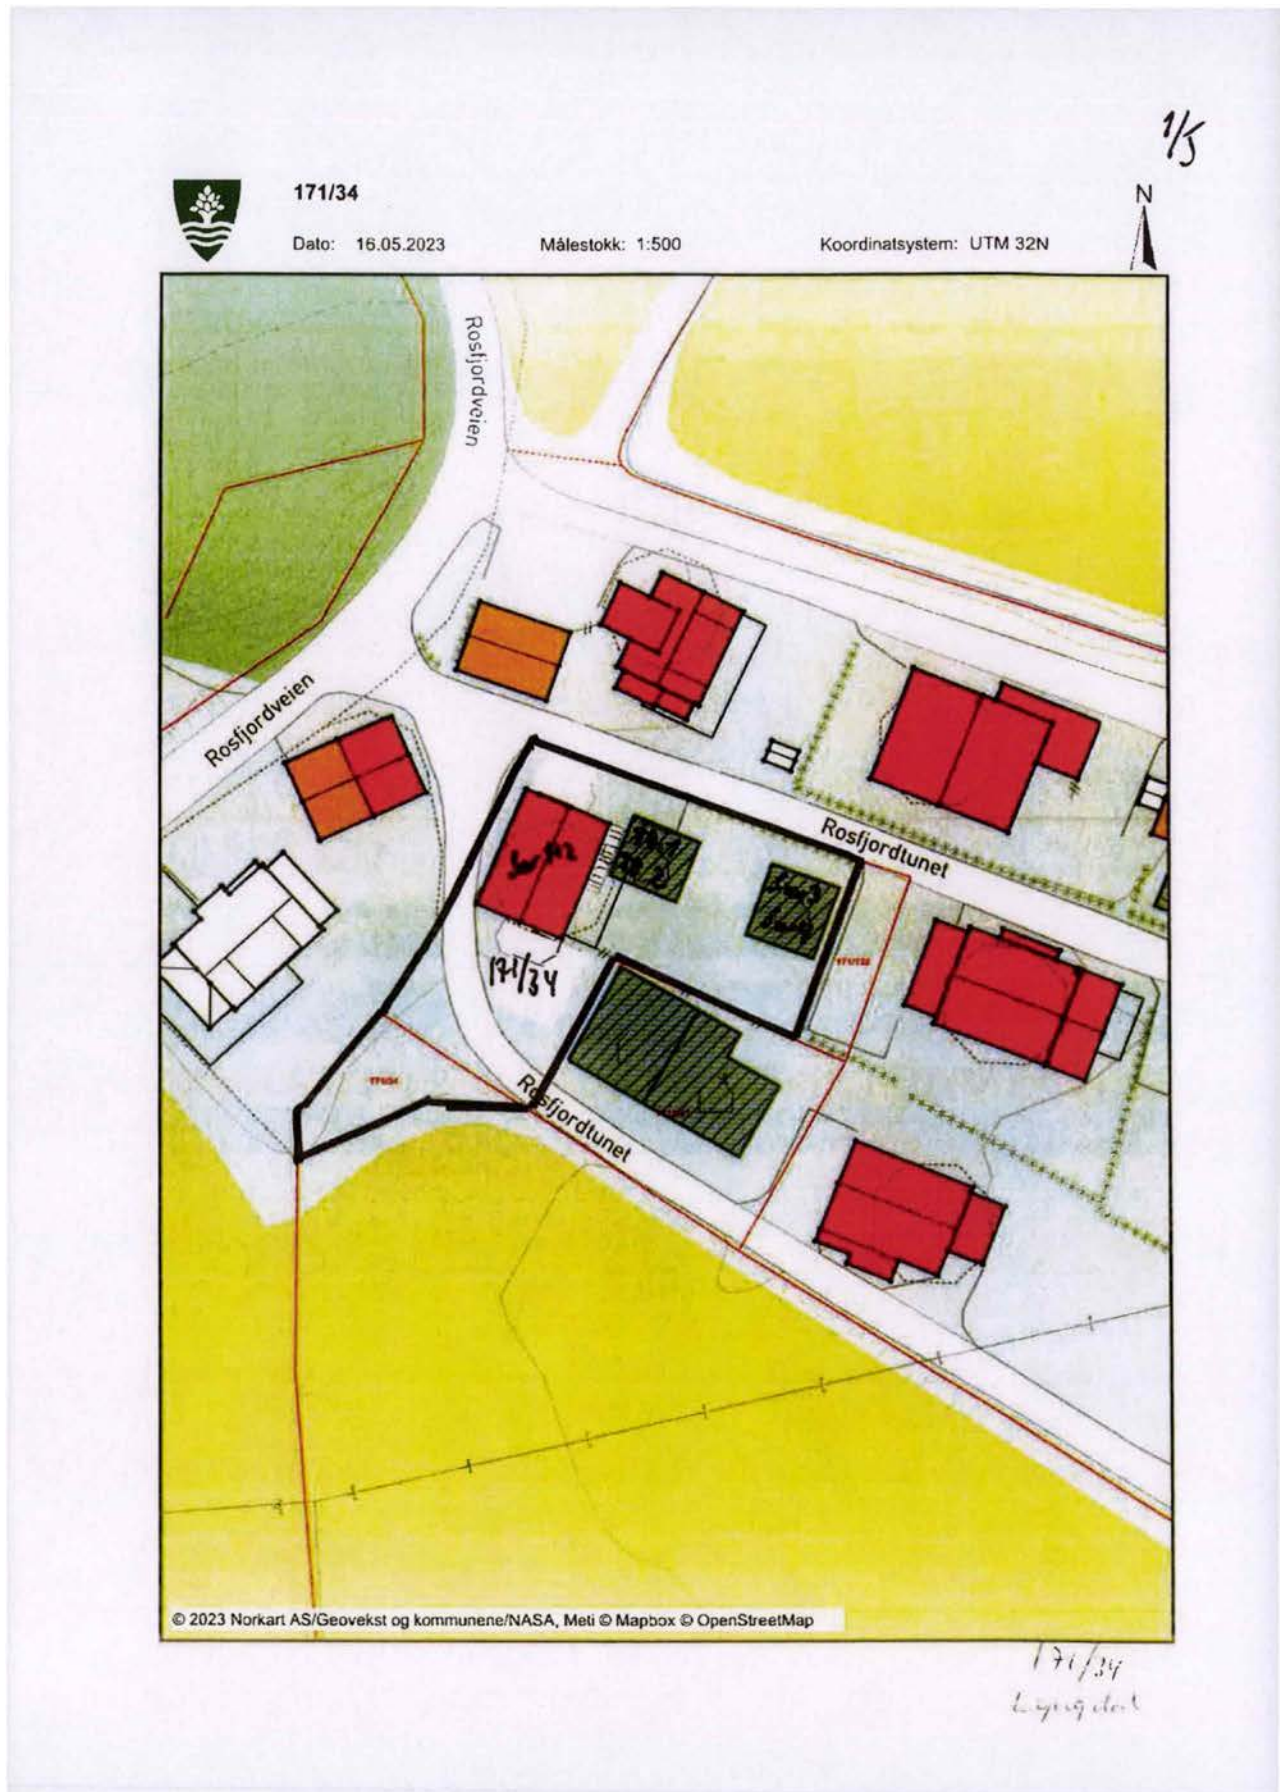 1/5
171/34
N
Dato: 16.05.2023
Målestokk: 1:500
Koordinatsystem: UTM 32N
Rosfjordveien
Rosfjordveien
Rosfjordtunet
171/34
Rosfjordtunet
© 2023 Norkart AS/Geovekst og kommunene/NASA, Meti © Mapbox © OpenStreetMap
171/34
Lyngdal